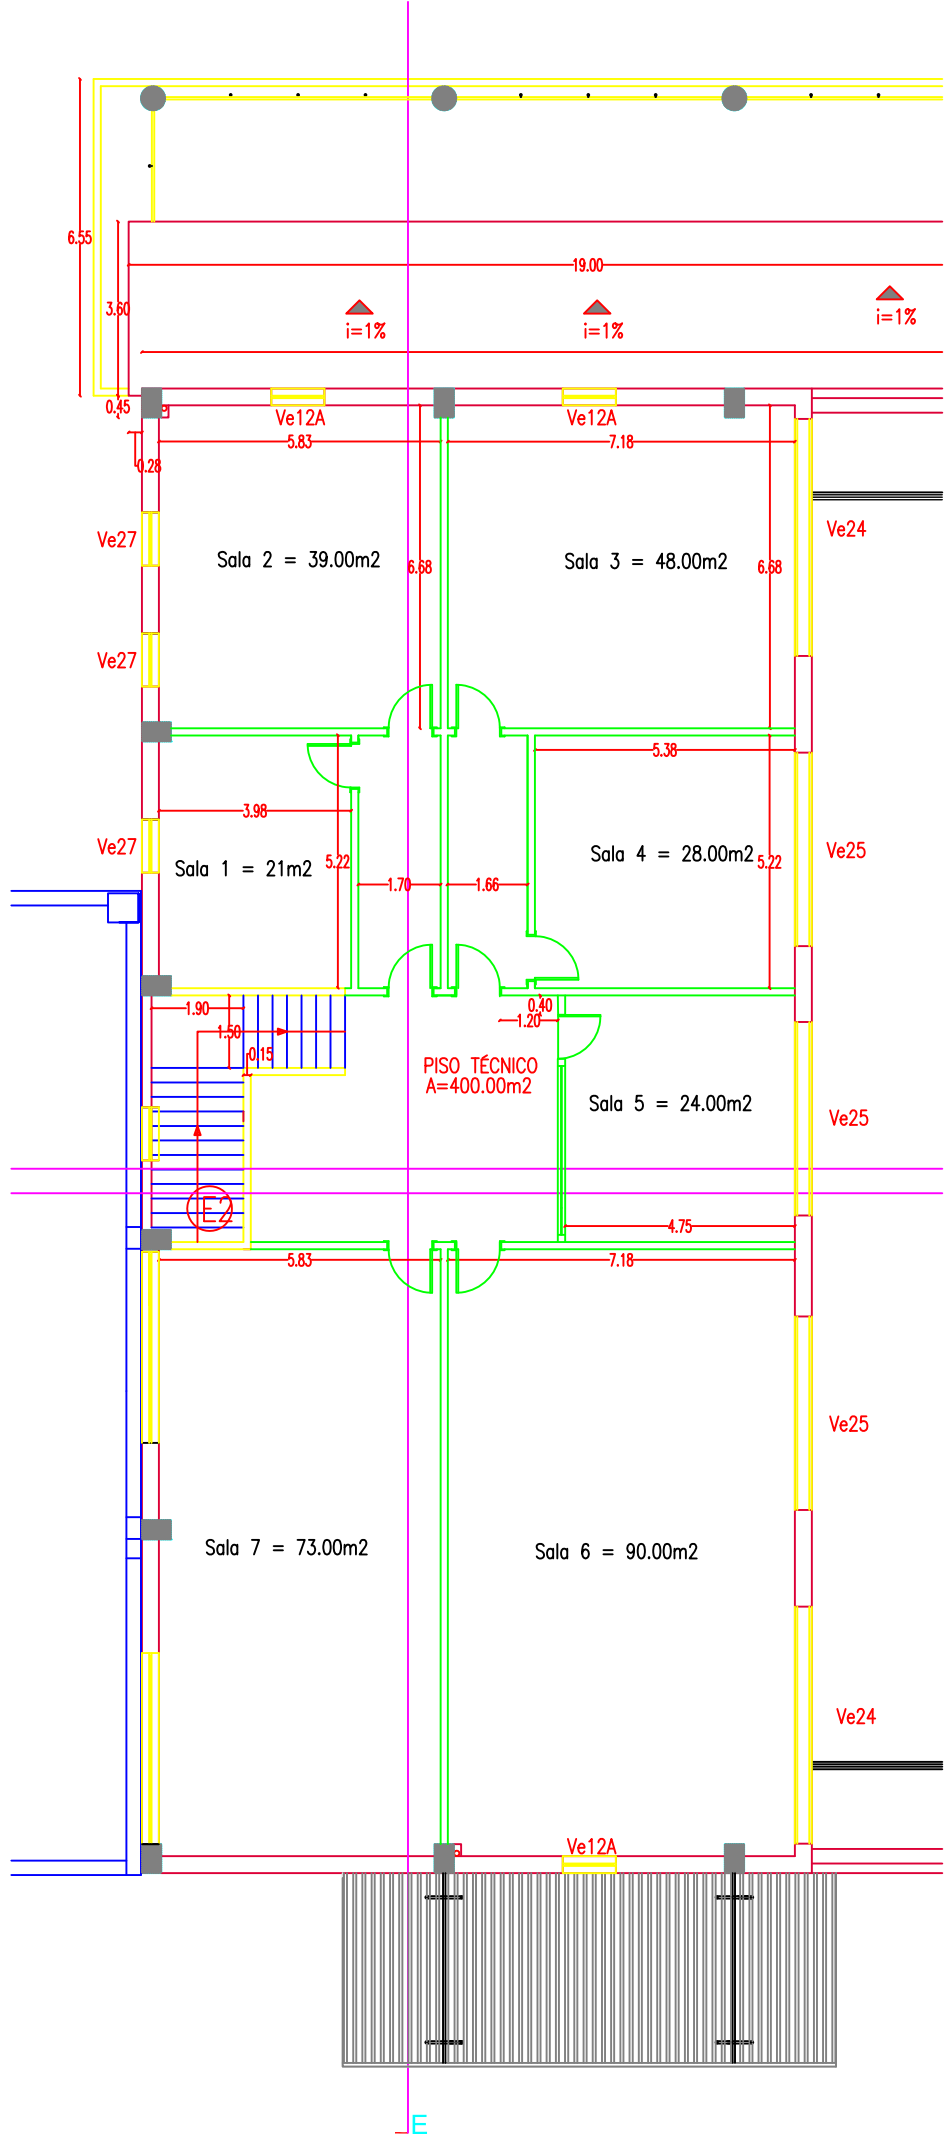 6.55
19.00
3.60
i=1%
i=1%
i=1%
0.45
Ve12A
Ve12A
5.83
7.18
0.28
Ve27
Ve24
Sala 2 = 39.00m2
Sala 3 = 48.00m2
6.68
6.68
Ve27
5.38
3.98
Ve27
Sala 1 = 21m2
5.22
Sala 4 = 28.00m2
5.22
Ve25
1.70
1.66
1.90
0.40
1.50
1.20
0.15
PISO TÉCNICO
A=400.00m2
Sala 5 = 24.00m2
Ve25
E2
4.75
5.83
7.18
Ve25
Sala 7 = 73.00m2
Sala 6 = 90.00m2
Ve24
Ve12A
E